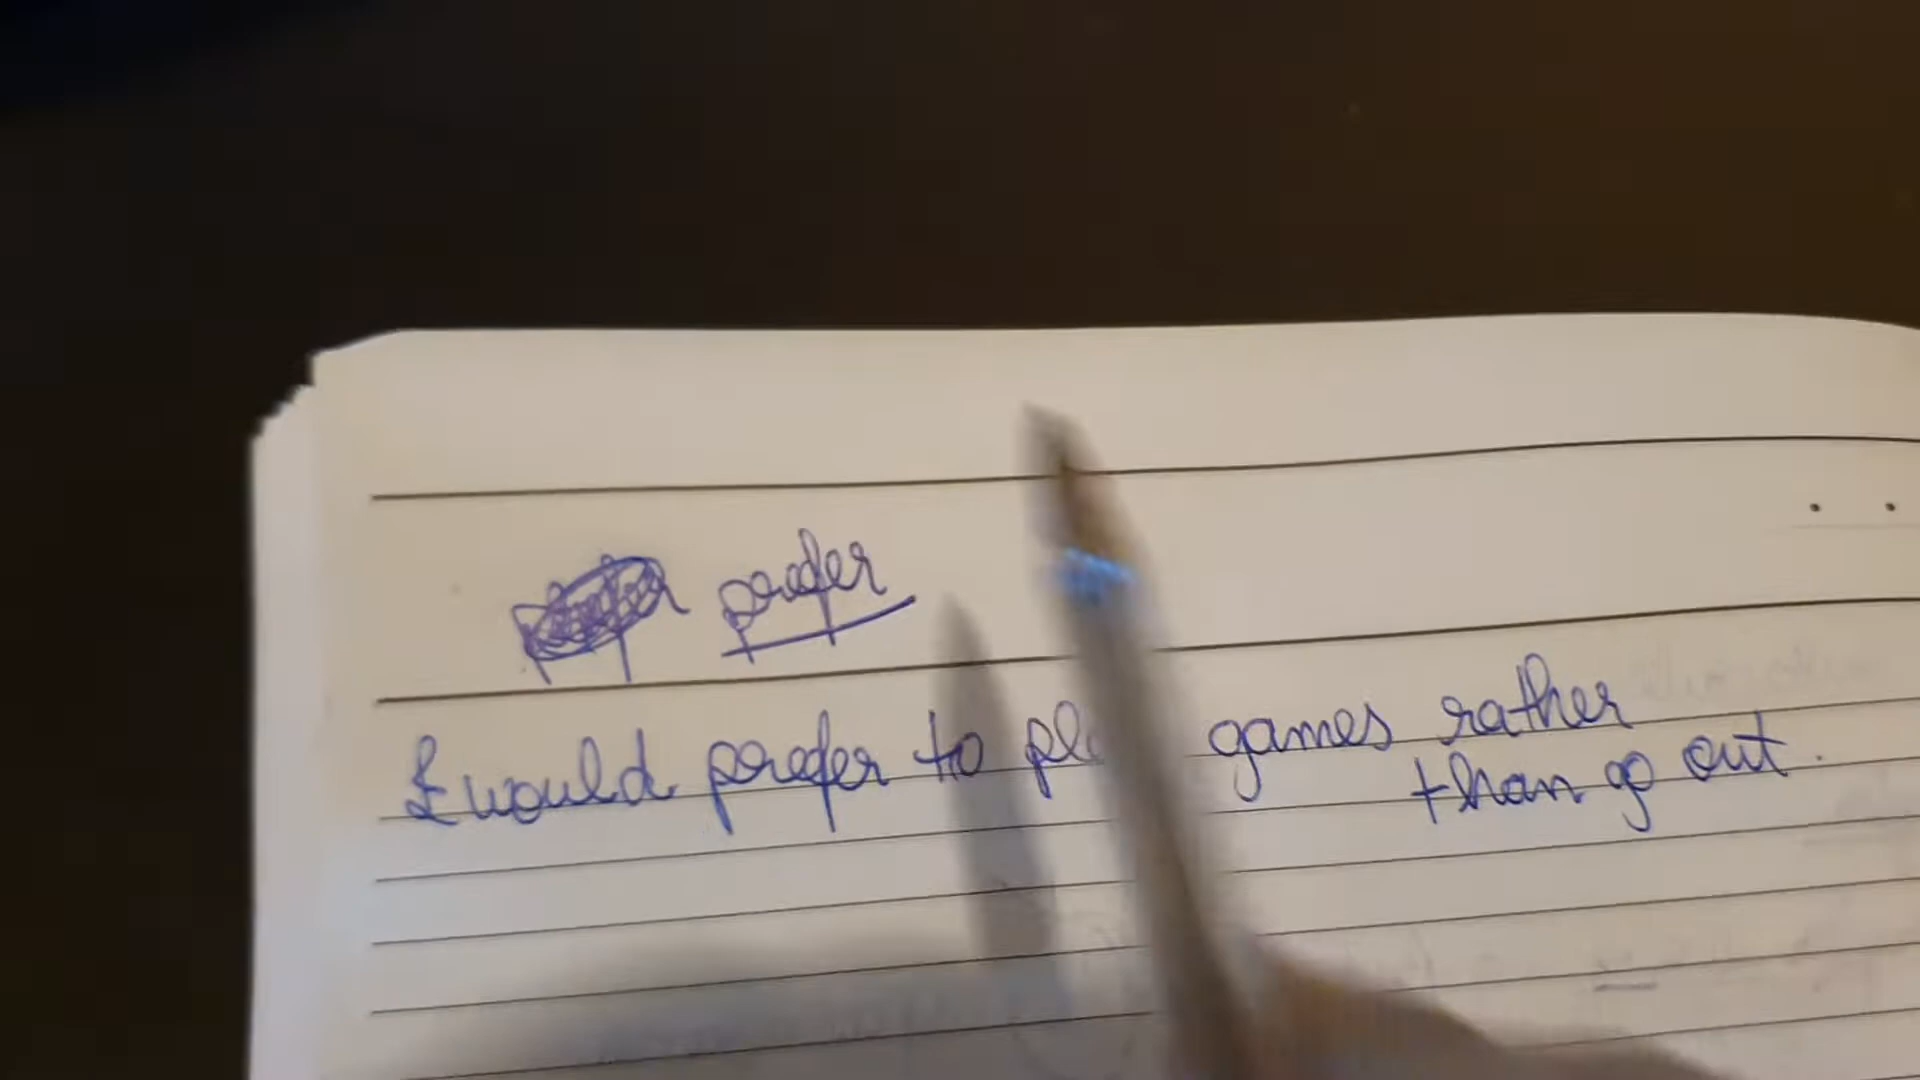 prefer
I would prefer to games rather
than go out.